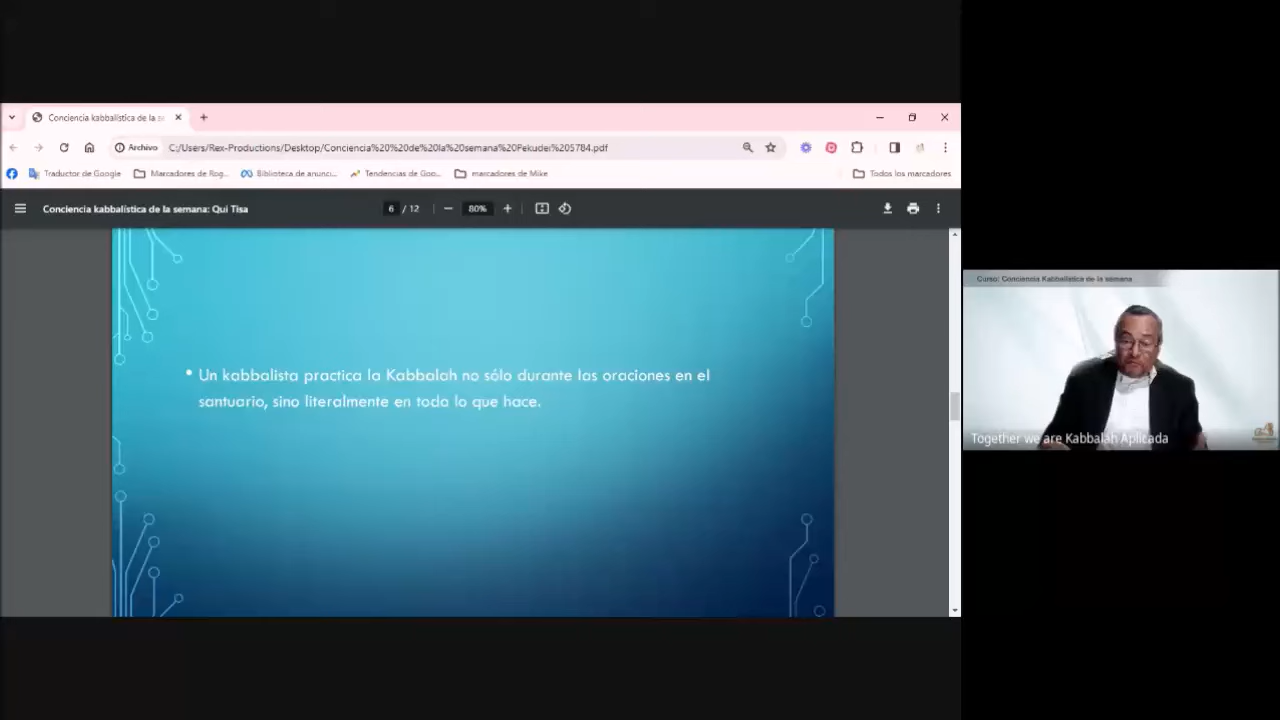 Conciencia kabbalística de la se
Archivo
C:/Users/Rex-Productions/Desktop/Conciencia%20%20de%20la%20semana%20Pekudei%205784.pdf
Traductor de Google
Marcadores de Rog...
Biblioteca de anunci...
Tendencias de Goo...
marcadores de Mike
Todos los marcadores
Conciencia kabbalística de la semana: Qui Tisa
6 / 12
80%
• Un kabbalista practica la Kabbalah no sólo durante las oraciones en el
santuario, sino literalmente en todo lo que hace.
Curso: Conciencia Kabbalística de la semana
Together we are Kabbalah Aplicada